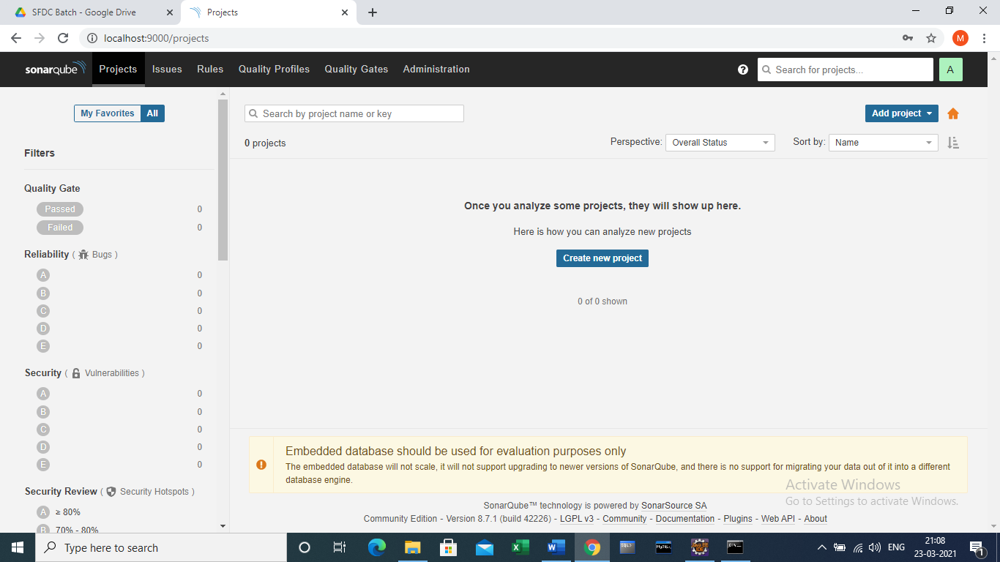 SFDC Batch - Google Drive
Projects
localhost:9000/projects
M
sonarqube
Projects
Issues
Rules
Quality Profiles
Quality Gates
Administration
Search for projects...
A
My Favorites
All
Search by project name or key
Add project
0 projects
Perspective:
Overall Status
Sort by:
Name
Filters
Quality Gate
Passed 0
Failed 0
Reliability ( Bugs )
A 0
B 0
C 0
D 0
E 0
Security ( Vulnerabilities )
A 0
B 0
C 0
D 0
E 0
Security Review ( Security Hotspots )
A ≥ 80%
B 70% - 80%
Once you analyze some projects, they will show up here.
Here is how you can analyze new projects
Create new project
0 of 0 shown
Embedded database should be used for evaluation purposes only
The embedded database will not scale, it will not support upgrading to newer versions of SonarQube, and there is no support for migrating your data out of it into a different
database engine.
Activate Windows
Go to Settings to activate Windows.
SonarQube™ technology is powered by SonarSource SA
Community Edition - Version 8.7.1 (build 42226) - LGPL v3 - Community - Documentation - Plugins - Web API - About
Type here to search
ENG
21:08
23-03-2021
1